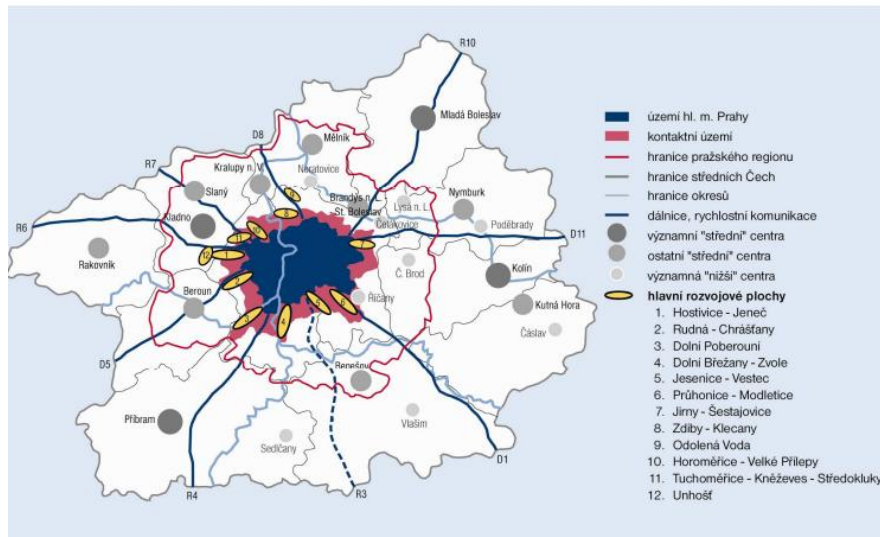 R10
D8
Mladá Boleslav
Mělník
R7
Kralupy n. V.
Neratovice
Slaný
Brandýs n. L.
St. Boleslav
Lysá n. L.
Nymburk
Kladno
Čelákovice
Poděbrady
R6
D11
Rakovník
Č. Brod
Kolín
Beroun
Říčany
Kutná Hora
Čáslav
D5
Benešov
Příbram
Vlašim
Sedlčany
D1
R4
R3
území hl. m. Prahy
kontaktní území
hranice pražského regionu
hranice středních Čech
hranice okresů
dálnice, rychlostní komunikace
významní "střední" centra
ostatní "střední" centra
významná "nižší" centra
hlavní rozvojové plochy
1. Hostivice - Jeneč
2. Rudná - Chrášťany
3. Dolní Poberouní
4. Dolní Břežany - Zvole
5. Jesenice - Vestec
6. Průhonice - Modletice
7. Jirny - Šestajovice
8. Zdiby - Klecany
9. Odolená Voda
10. Horoměřice - Velké Přílepy
11. Tuchoměřice - Kněževes - Středokluky
12. Unhošť